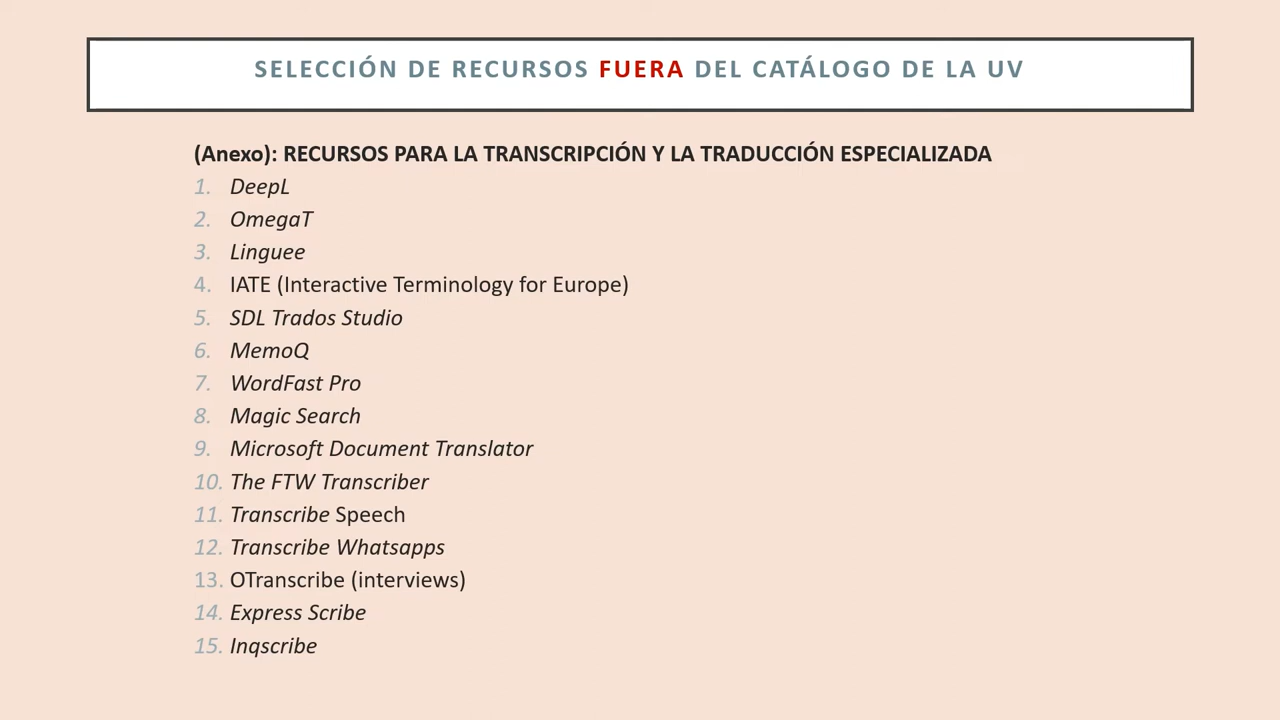 SELECCIÓN DE RECURSOS FUERA DEL CATÁLOGO DE LA UV
(Anexo): RECURSOS PARA LA TRANSCRIPCIÓN Y LA TRADUCCIÓN ESPECIALIZADA
1. DeepL
2. OmegaT
3. Linguee
4. IATE (Interactive Terminology for Europe)
5. SDL Trados Studio
6. MemoQ
7. WordFast Pro
8. Magic Search
9. Microsoft Document Translator
10. The FTW Transcriber
11. Transcribe Speech
12. Transcribe Whatsapps
13. OTranscribe (interviews)
14. Express Scribe
15. Inqscribe